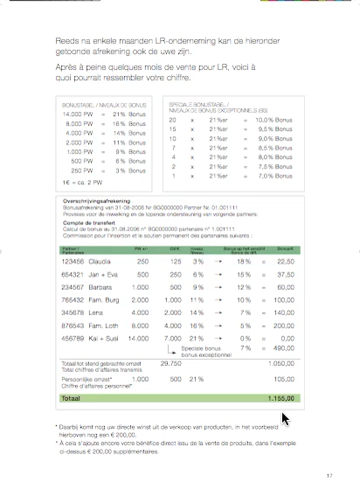 Reeds na enkele maanden LR-onderneming kan de hieronder
getoonde afrekening ook de uwe zijn.
Après à peine quelques mois de vente pour LR, voici à
quoi pourrait ressembler votre chiffre.
BONUSTABEL / NIVEAUX DE BONUS
14.000 PW = 21% Bonus
8.000 PW = 16% Bonus
4.000 PW = 14% Bonus
2.000 PW = 11% Bonus
1.000 PW = 9% Bonus
500 PW = 6% Bonus
250 PW = 3% Bonus
1€ = ca. 2 PW
SPECIALE BONUSTABEL /
NIVEAUX DE BONUS EXCEPTIONNELS (BG)
20 x 21%er = 10,0% Bonus
15 x 21%er = 9,5% Bonus
10 x 21%er = 9,0% Bonus
7 x 21%er = 8,5% Bonus
4 x 21%er = 8,0% Bonus
2 x 21%er = 7,5% Bonus
1 x 21%er = 7,0% Bonus
Overschrijvingsafrekening
Bonusafrekening van 31-08-2006 Nr BG0000000 Partner Nr. 01.001111
Provisies voor de inwerking en de lopende ondersteuning van volgende partners:
Compte de transfert
Calcul de bonus au 31.08.2006 n° BG0000000 partenaire n° 1.001111
Commission pour l'insertion et le soutien permanent des partenaires suivants :
123456 Claudia 250 125 3% → 18% = 22,50
654321 Jan + Eva 500 250 6% → 15% = 37,50
234567 Barbara 1.000 500 9% → 12% = 60,00
765432 Fam. Burg 2.000 1.000 11% → 10% = 100,00
345678 Lena 4.000 2.000 14% → 7% = 140,00
876543 Fam. Loth 8.000 4.000 16% → 5% = 200,00
456789 Kai + Susi 14.000 7.000 21% → 0% = 0,00
Speciale bonus 7% = 490,00
bonus exceptionnel
Totaal tot stand gebrachte omzet 29.750 1.050,00
Total chiffres d'affaires transmis
Persoonlijke omzet* 1.000 500 21% 105,00
Chiffre d'affaires personnel*
Totaal 1.155,00
* Daarbij komt nog uw directe winst uit de verkoop van producten, in het voorbeeld
hierboven nog een € 200,00.
* À cela s'ajoute encore votre bénéfice direct issu de la vente de produits, dans l'exemple
ci-dessus € 200,00 supplémentaires.
17